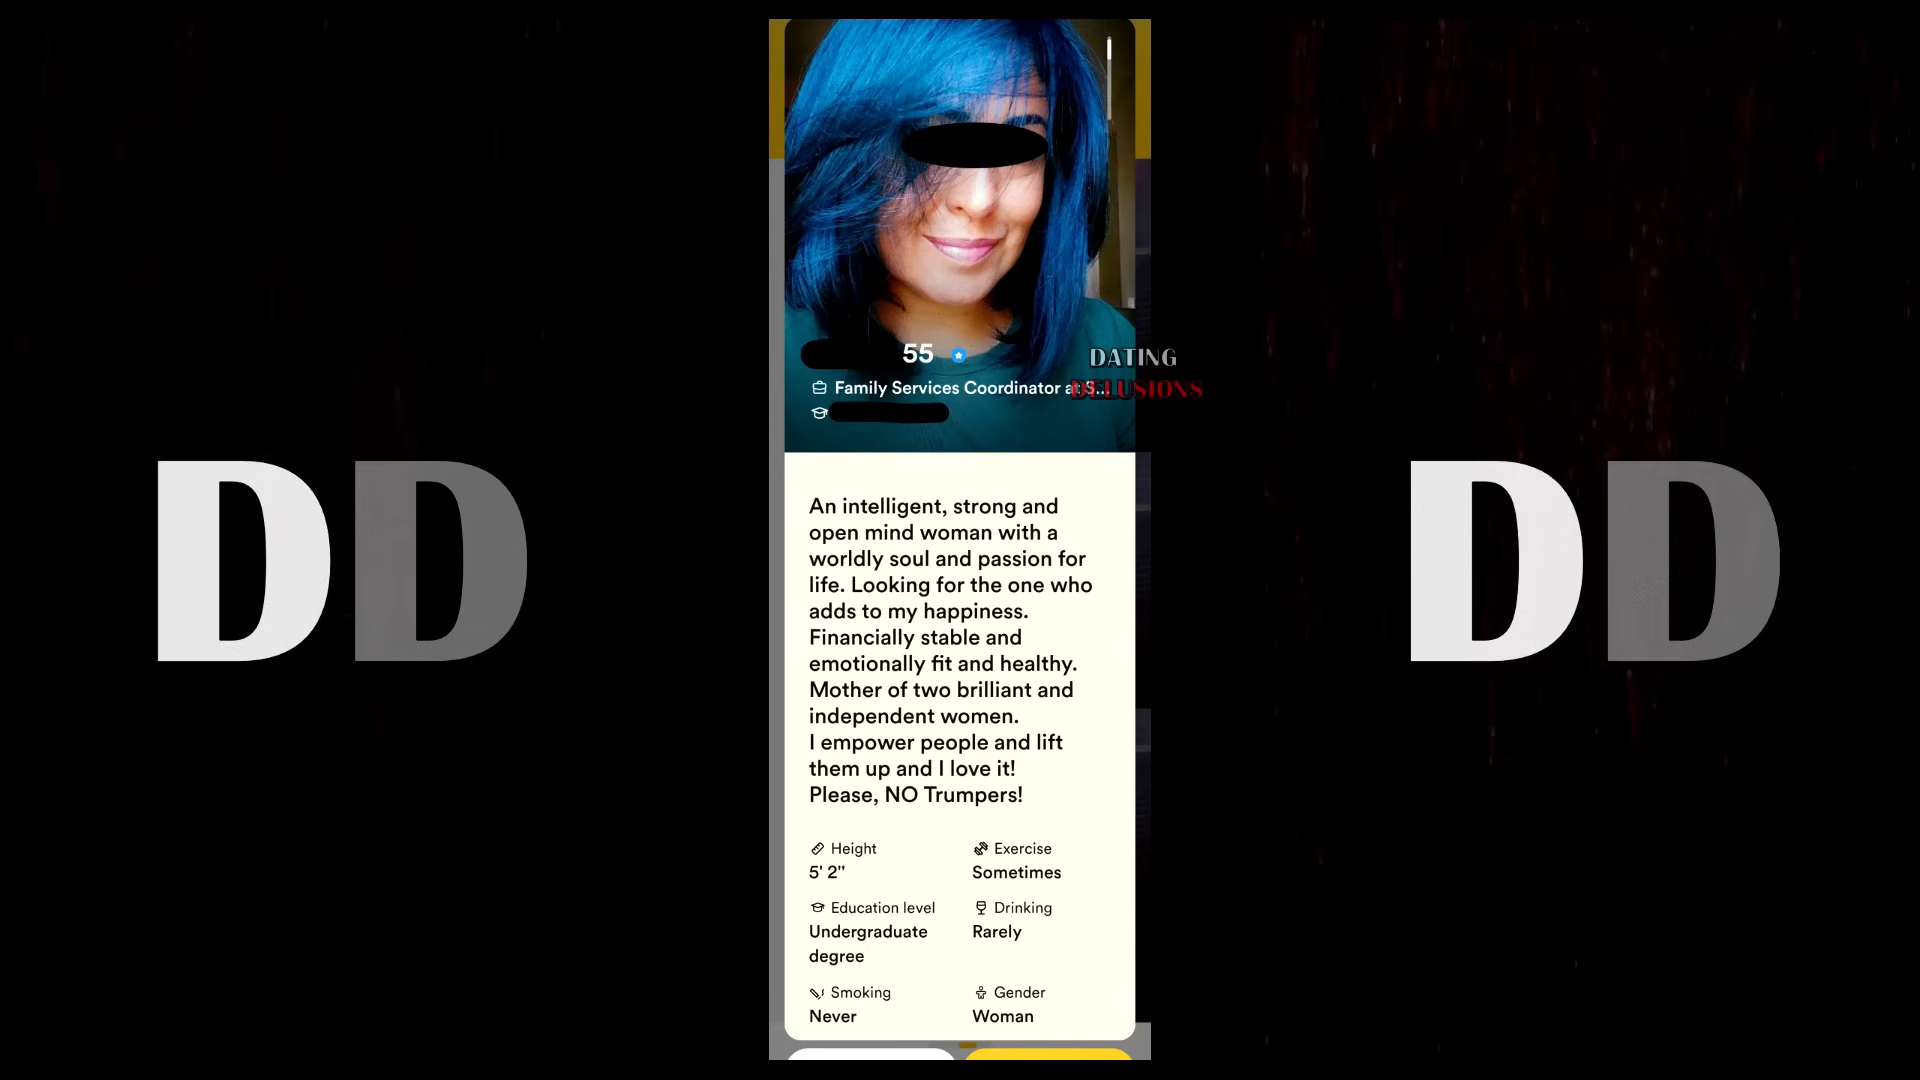 DD
55
Family Services Coordinator at S...
DATING
DELUSIONS
An intelligent, strong and
open mind woman with a
worldly soul and passion for
life. Looking for the one who
adds to my happiness.
Financially stable and
emotionally fit and healthy.
Mother of two brilliant and
independent women.
I empower people and lift
them up and I love it!
Please, NO Trumpers!
Height
5' 2"
Exercise
Sometimes
Education level
Undergraduate
degree
Drinking
Rarely
Smoking
Never
Gender
Woman
DD